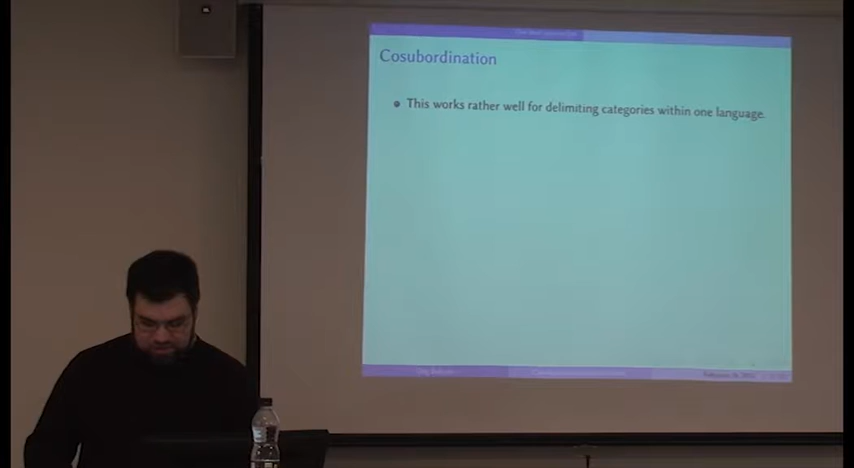 Cosubordination
This works rather well for delimiting categories within one language.